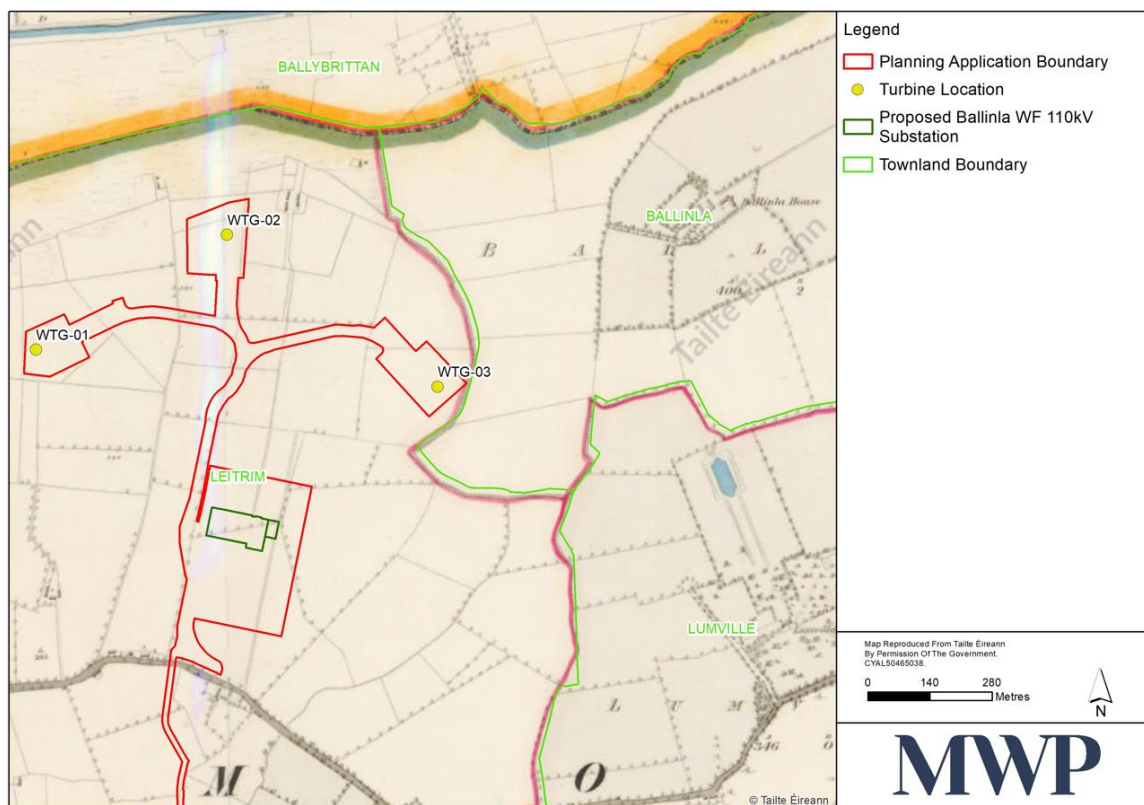 BALLYBRITTAN
WTG-02
BALLINLA
Ballinla House
E A L
400
2
Tailte Éireann
WTG-01
WTG-03
LEITRIM
LUMVILLE
L U M
346
O
M O
© Tailte Éireann
Legend
Planning Application Boundary
Turbine Location
Proposed Ballinla WF 110kV
Substation
Townland Boundary
Map Reproduced From Tailte Éireann
By Permission Of The Government.
CYAL50465038.
0 140 280
Metres
N
MWP